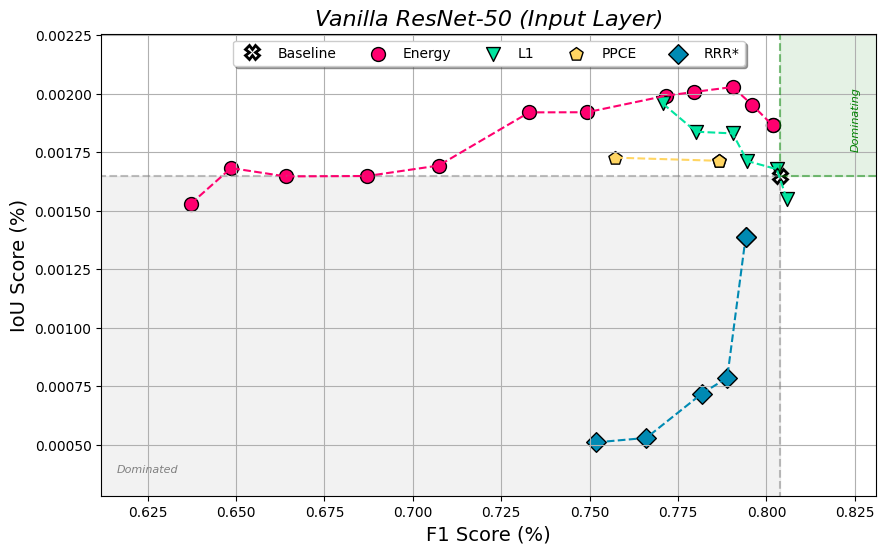 Vanilla ResNet-50 (Input Layer)
Baseline Energy L1 PPCE RRR*
IoU Score (%)
0.00225
0.00200
0.00175
0.00150
0.00125
0.00100
0.00075
0.00050
Dominating
Dominated
0.625 0.650 0.675 0.700 0.725 0.750 0.775 0.800 0.825
F1 Score (%)